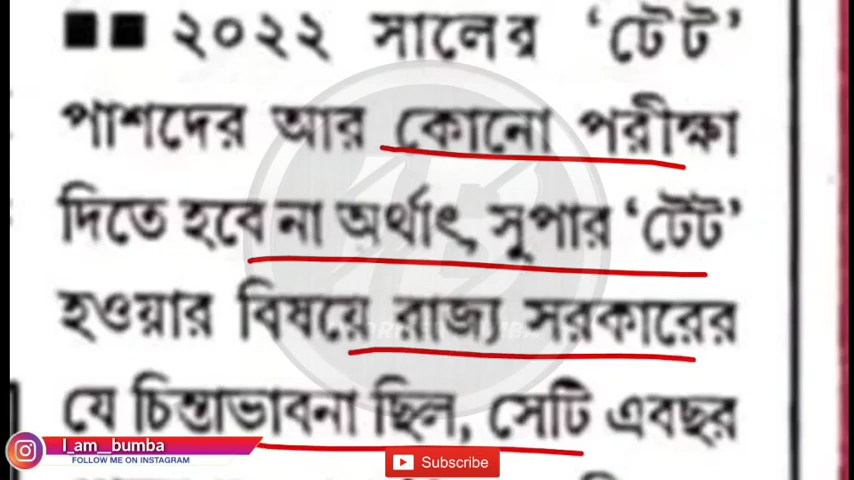 ■■ ২০২২ সালের ‘টেট’
পাশদের আর কোনো পরীক্ষা
দিতে হবে না অর্থাৎ, সুপার ‘টেট’
হওয়ার বিষয়ে রাজ্য সরকারের
যে চিন্তাভাবনা ছিল, সেটি এবছর
I_am__bumba
FOLLOW ME ON INSTAGRAM
Subscribe